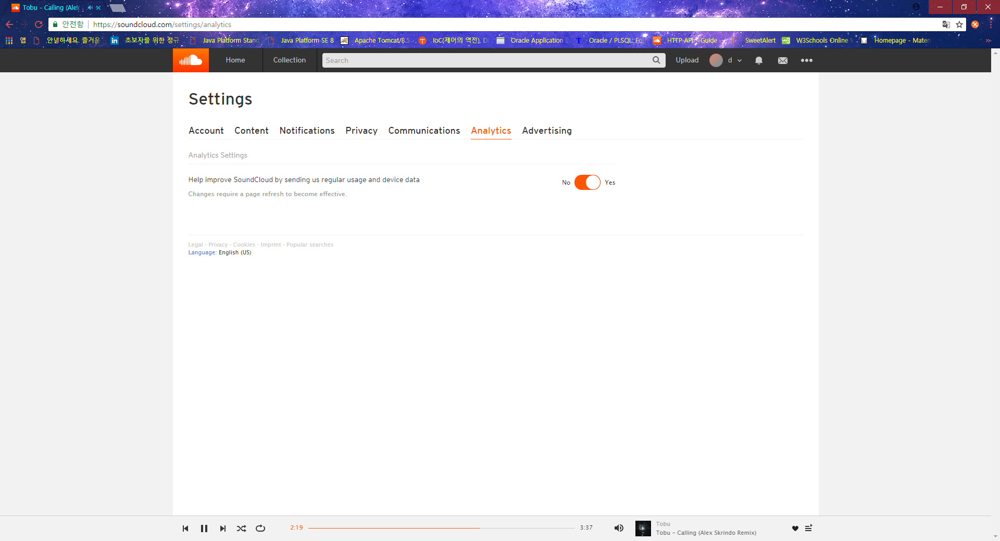 Tobu - Calling (Alex
안전함 | https://soundcloud.com/settings/analytics
앱 안녕하세요. 즐거운 초보자를 위한 정규 Java Platform Stand Java Platform SE 8 Apache Tomcat/8.5 IoC(제어의 역전), D Oracle Application Oracle / PLSQL: HTTP API - Guide SweetAlert W3Schools Online Homepage - Materi
Home Collection Search Upload d
Settings
Account Content Notifications Privacy Communications Analytics Advertising
Analytics Settings
Help improve SoundCloud by sending us regular usage and device data
No Yes
Changes require a page refresh to become effective.
Legal - Privacy - Cookies - Imprint - Popular searches
Language: English (US)
2:19 3:37
Tobu
Tobu - Calling (Alex Skrindo Remix)